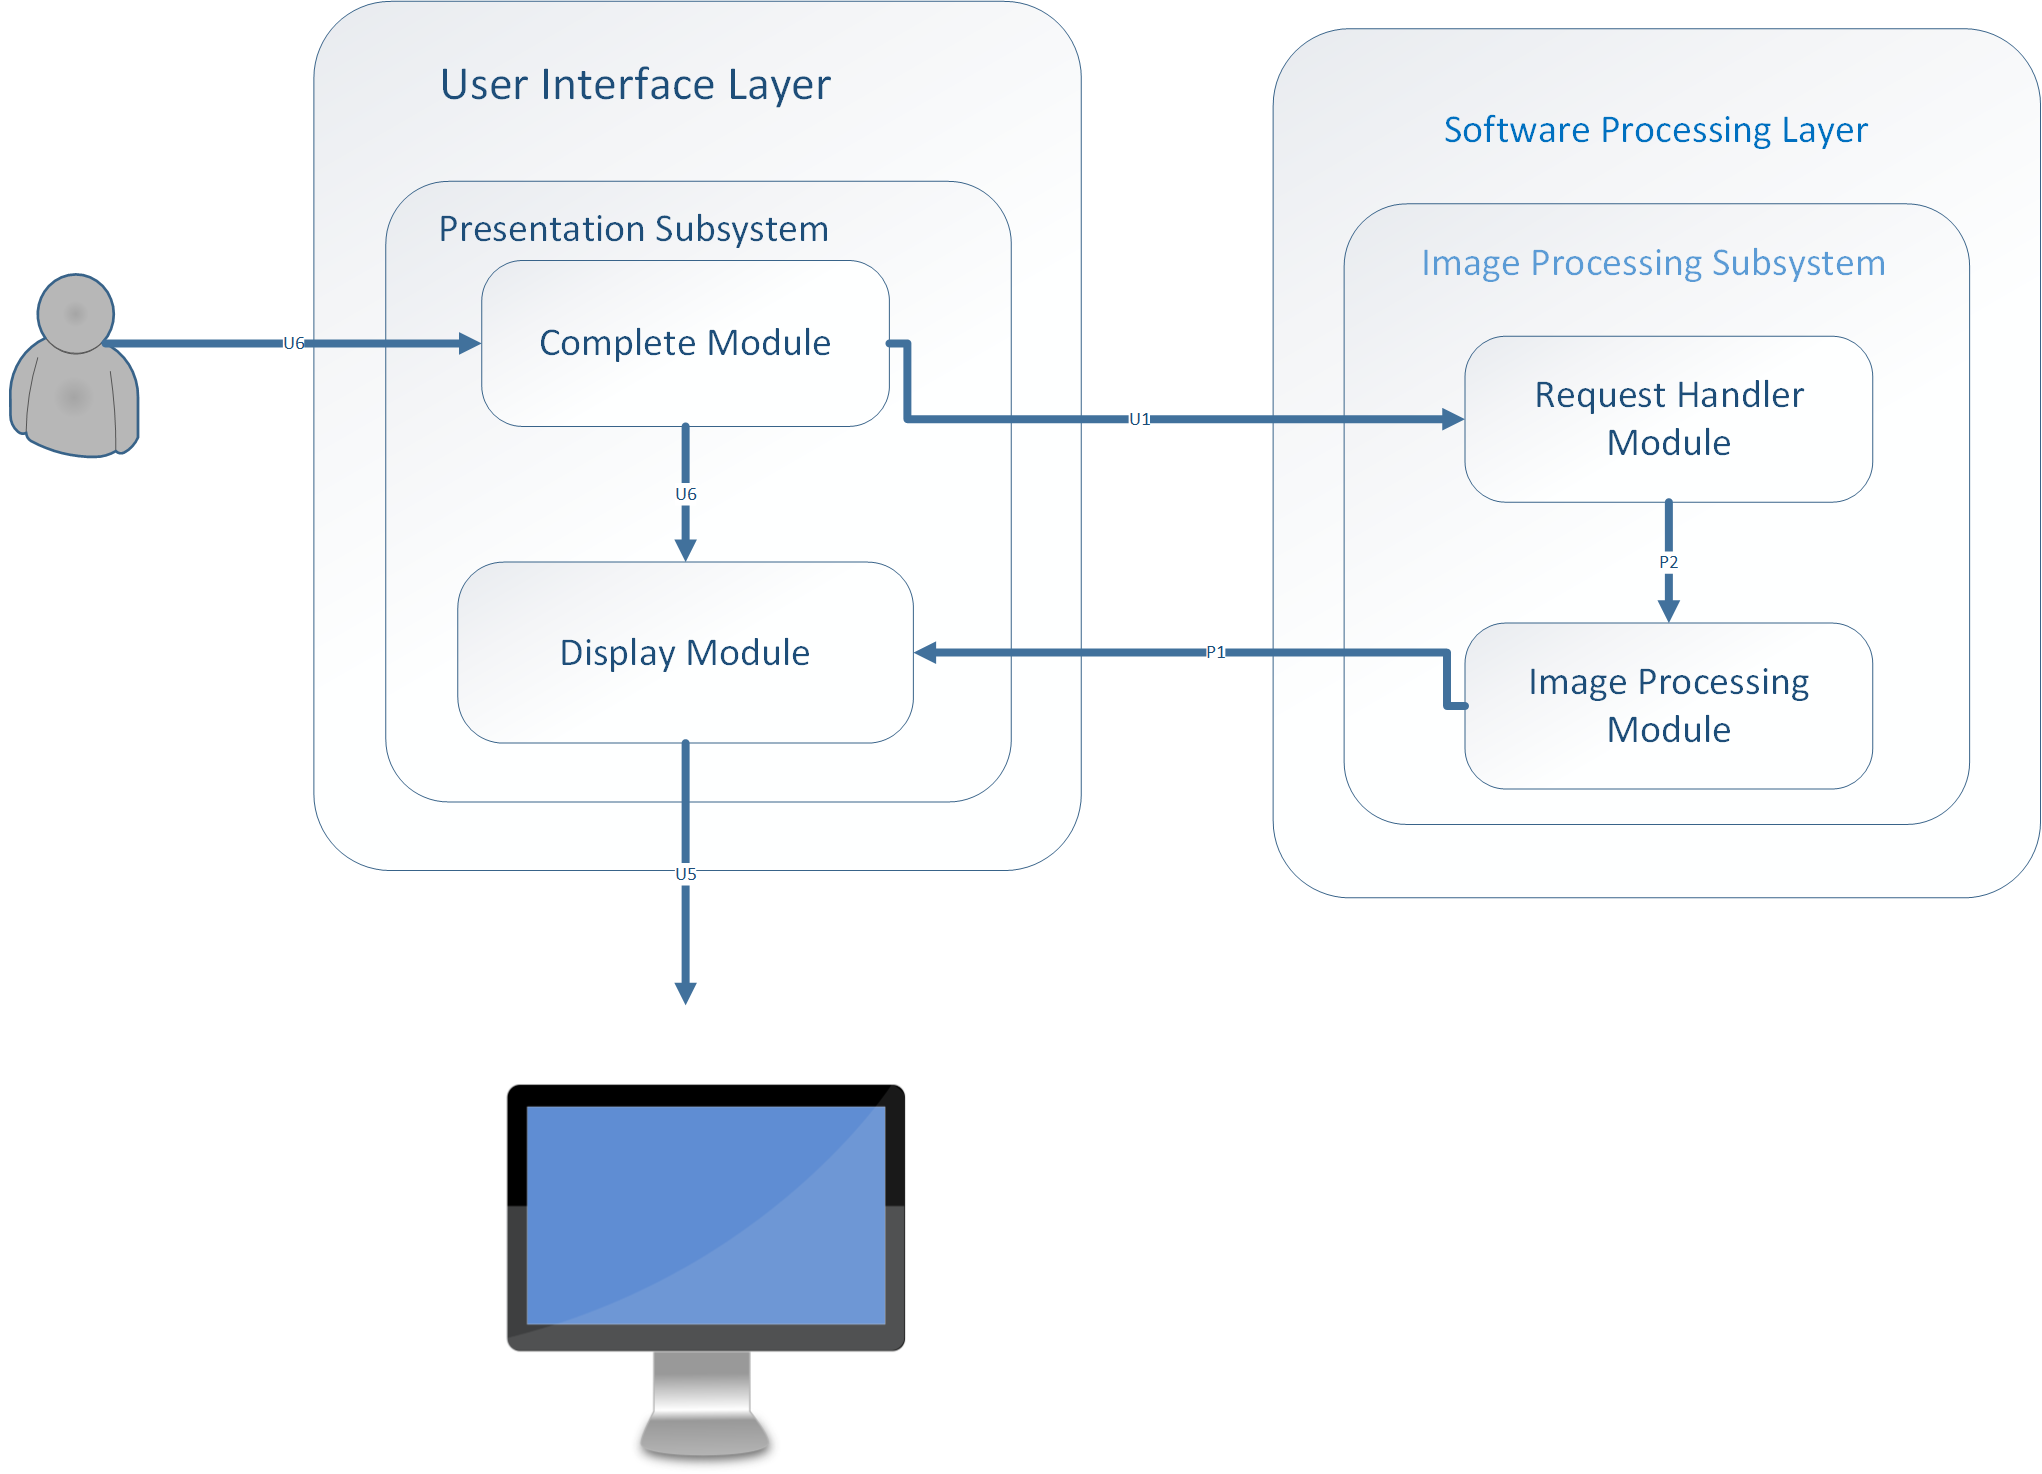 User Interface Layer
Presentation Subsystem
Complete Module
U6
U6
Display Module
U5
U1
P1
Software Processing Layer
Image Processing Subsystem
Request Handler
Module
P2
Image Processing
Module